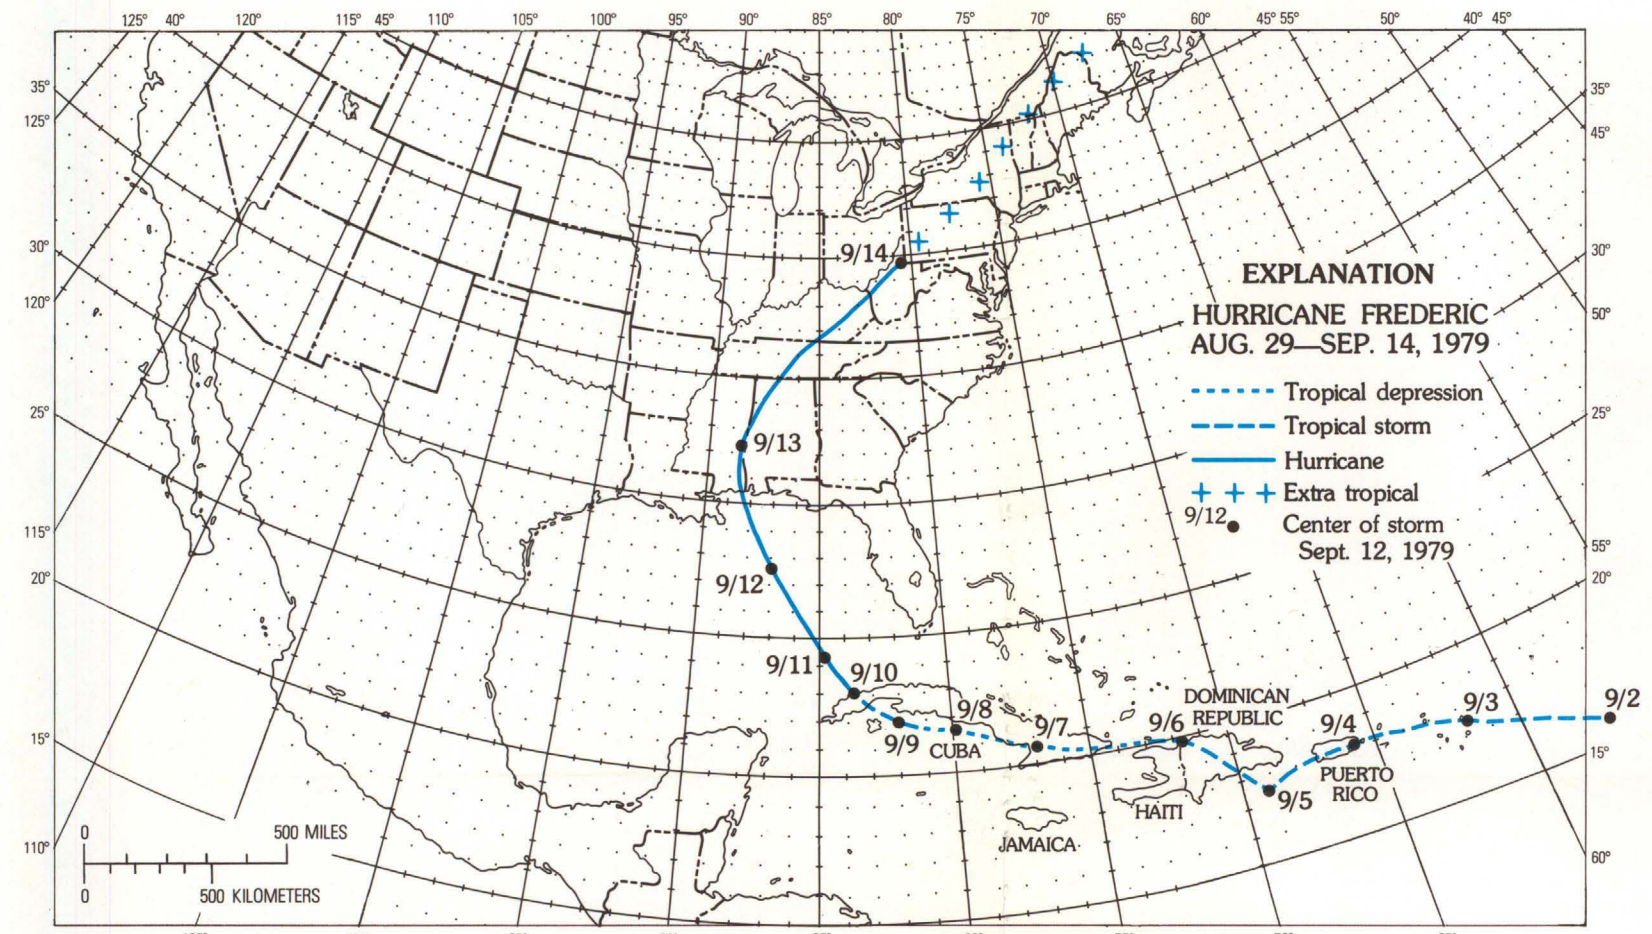 125° 40° 120° 115° 45° 110° 105° 100° 95° 90° 85° 80° 75° 70° 65° 60° 45° 55° 50° 40° 45°
35°
125°
30°
120°
25°
115°
20°
15°
110°
35°
45°
30°
50°
25°
55°
20°
15°
60°
9/14
9/13
9/12
9/11
9/10
9/9
9/8
9/7
9/6
9/5
9/4
9/3
9/2
CUBA
JAMAICA
HAITI
DOMINICAN
REPUBLIC
PUERTO
RICO
EXPLANATION
HURRICANE FREDERIC
AUG. 29—SEP. 14, 1979
Tropical depression
Tropical storm
Hurricane
Extra tropical
9/12 Center of storm
Sept. 12, 1979
0 500 MILES
0 500 KILOMETERS